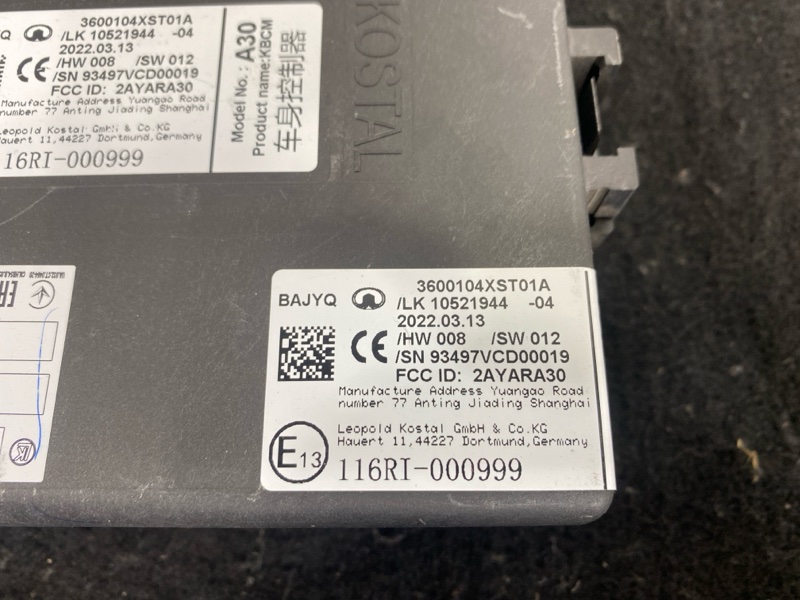 3600104XST01A
/LK 10521944 -04
2022.03.13
CE /HW 008 /SW 012
/SN 93497VCD00019
FCC ID: 2AYARA30
Manufacture Address Yuangao Road
number 77 Anting Jiading Shanghai
Leopold Kostal GmbH & Co.KG
Hauert 11,44227 Dortmund,Germany
116RI-000999
Model No.: A30
Product name:KBCM
车身控制器
KOSTAL
EAC
BAJYQ
3600104XST01A
/LK 10521944 -04
2022.03.13
CE /HW 008 /SW 012
/SN 93497VCD00019
FCC ID: 2AYARA30
Manufacture Address Yuangao Road
number 77 Anting Jiading Shanghai
Leopold Kostal GmbH & Co.KG
Hauert 11,44227 Dortmund,Germany
E13
116RI-000999